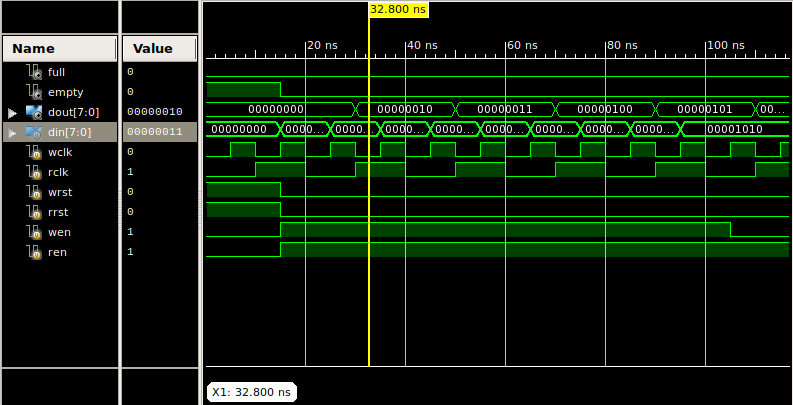 32.800 ns
Name Value
20 ns 40 ns 60 ns 80 ns 100 ns
full 0
empty 0
dout[7:0] 00000010 00000000 00000010 00000011 00000100 00000101 00...
din[7:0] 00000011 00000000 0000... 0000... 0000... 0000... 0000... 0000... 0000... 0000... 00001010
wclk 0
rclk 1
wrst 0
rrst 0
wen 1
ren 1
X1: 32.800 ns